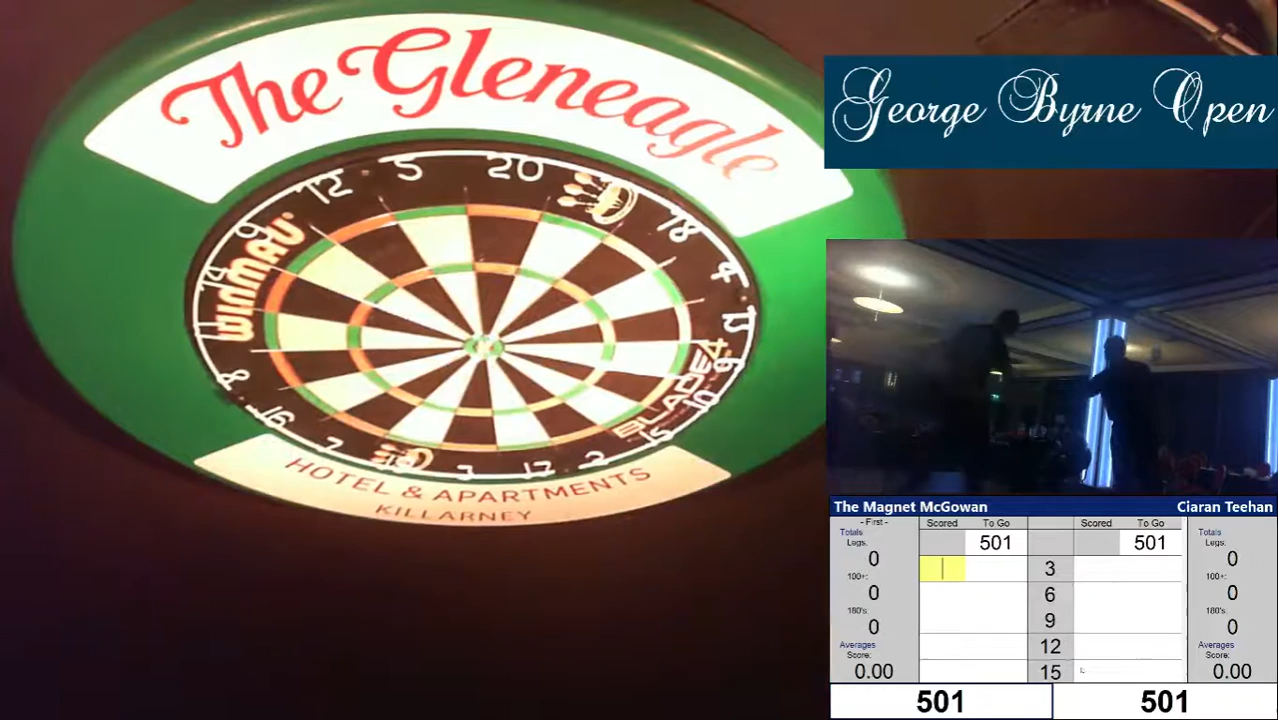 The Gleneagle
George Byrne Open
5 20
12
18
9
4
14
WINMAU
11
8
BLADE 4
10
16
15
7
3 17 2
HOTEL & APARTMENTS
KILLARNEY
The Magnet McGowan Ciaran Teehan
- First - Scored To Go Scored To Go
Totals 501 501 Totals
Legs: Legs:
0 3 0
100+: 100+:
0 6 0
180's: 180's:
0 9 0
Averages 12 Averages
Score: Score:
0.00 15 0.00
501 501